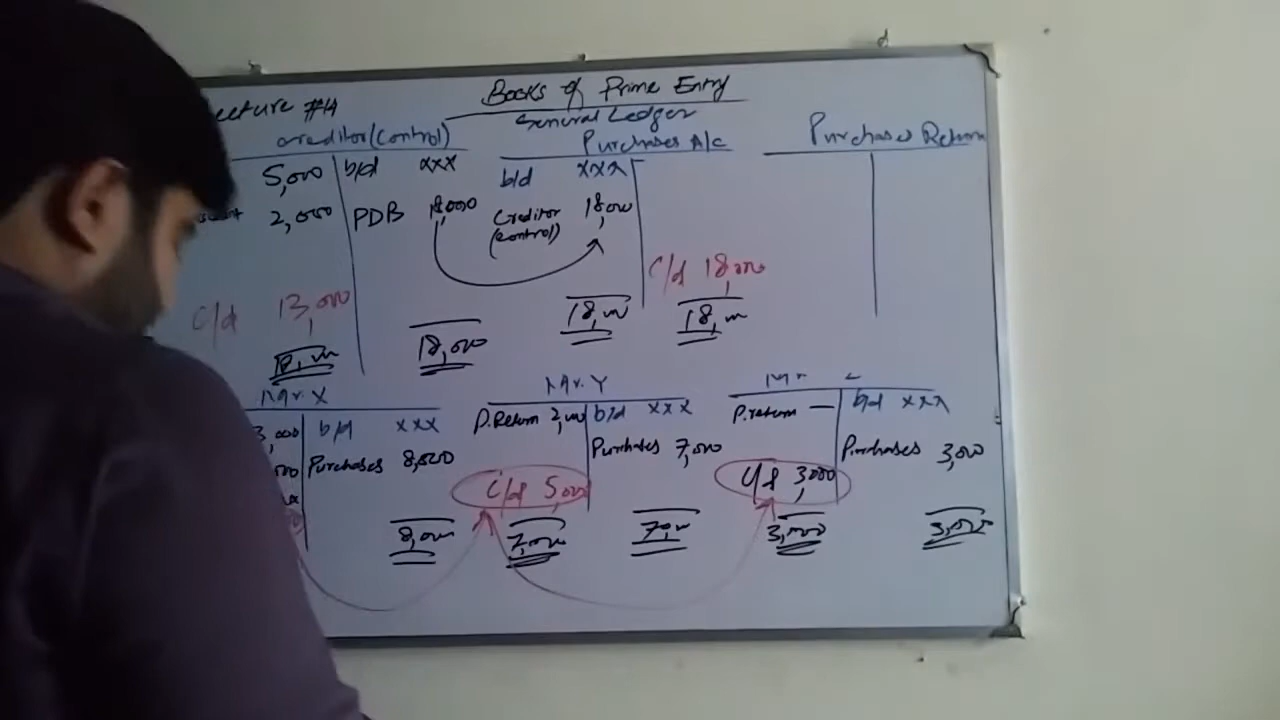 Lecture #14
Books of Prime Entry
General Ledger
creditor(Control)
5,000 b/d xxx
2,000 PDB 18,000
C/d 13,000
18,000
Purchases A/C
b/d xxx
Creditor 18,000
(Control)
C/d 18,000
18,000 18,000
Purchases Return
Mr. X
3,000 b/d xxx
Purchases 8,000
8,000
Mr. Y
P.Return 2,000 b/d xxx
Purchases 7,000
C/d 5,000
7,000 7,000
P.return — b/d xxx
Purchases 3,000
C/d 3,000
3,000 3,000